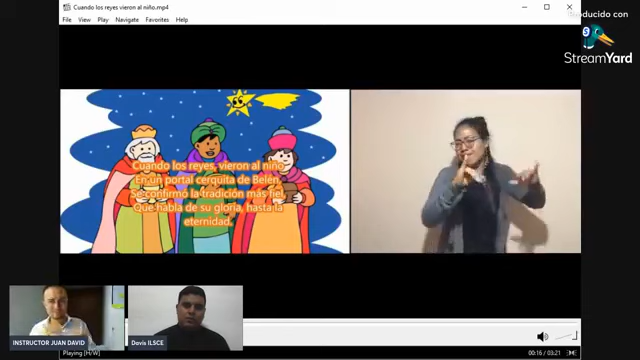 Cuando los reyes vieron al niño.mp4
File View Play Navigate Favorites Help
oducido con
StreamYard
Cuando los reyes, vieron al niño
En un portal cerquita de Belén,
Se confirmó la tradición más fiel,
Que habla de su gloria, hasta la
eternidad.
INSTRUCTOR JUAN DAVID
Dovis ILSCE
Playing [H/W]
00:16 / 03:21